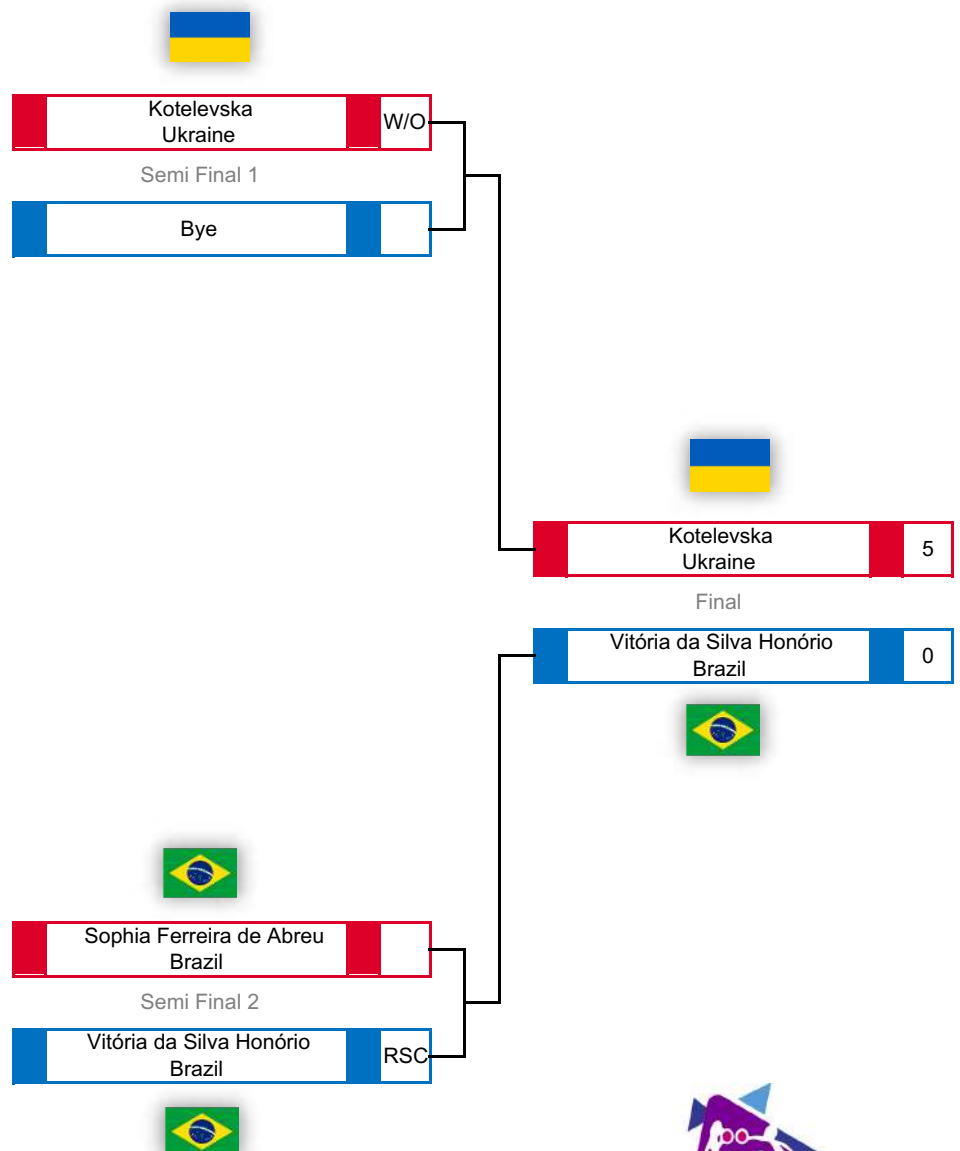 Kotelevska
Ukraine
W/O
Semi Final 1
Bye
Kotelevska
Ukraine
5
Final
Vitória da Silva Honório
Brazil
0
Sophia Ferreira de Abreu
Brazil
Semi Final 2
Vitória da Silva Honório
Brazil
RSC